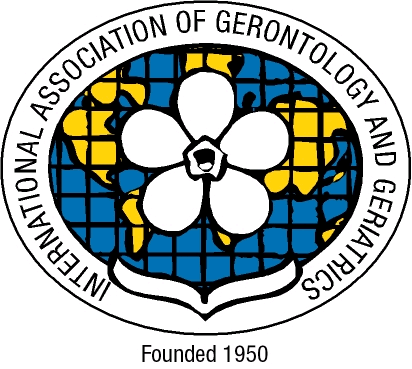 INTERNATIONAL ASSOCIATION OF GERONTOLOGY AND GERIATRICS
Founded 1950